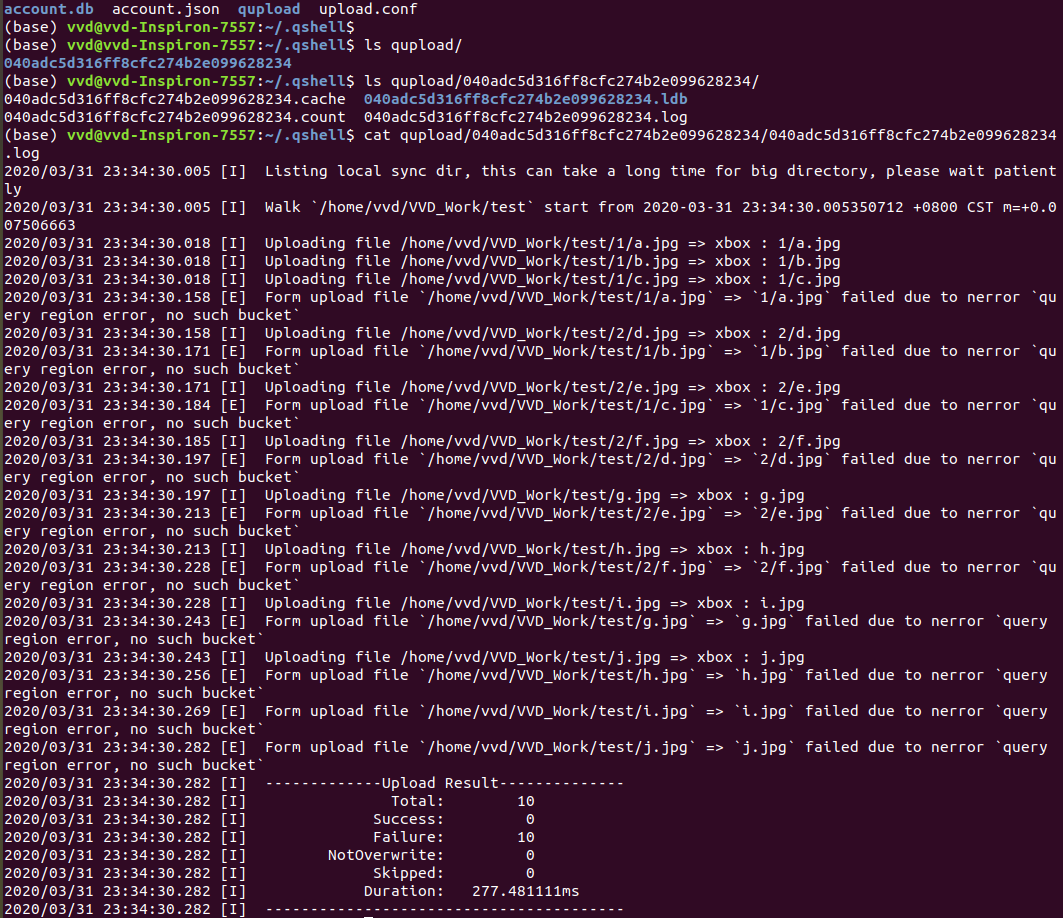 account.db  account.json  qupload  upload.conf
(base) vvd@vvd-Inspiron-7557:~/.qshell$
(base) vvd@vvd-Inspiron-7557:~/.qshell$ ls qupload/
040adc5d316ff8cfc274b2e099628234
(base) vvd@vvd-Inspiron-7557:~/.qshell$ ls qupload/040adc5d316ff8cfc274b2e099628234/
040adc5d316ff8cfc274b2e099628234.cache  040adc5d316ff8cfc274b2e099628234.ldb
040adc5d316ff8cfc274b2e099628234.count  040adc5d316ff8cfc274b2e099628234.log
(base) vvd@vvd-Inspiron-7557:~/.qshell$ cat qupload/040adc5d316ff8cfc274b2e099628234/040adc5d316ff8cfc274b2e099628234
.log
2020/03/31 23:34:30.005 [I]  Listing local sync dir, this can take a long time for big directory, please wait patient
ly
2020/03/31 23:34:30.005 [I]  Walk `/home/vvd/VVD_Work/test` start from 2020-03-31 23:34:30.005350712 +0800 CST m=+0.0
07506663
2020/03/31 23:34:30.018 [I]  Uploading file /home/vvd/VVD_Work/test/1/a.jpg => xbox : 1/a.jpg
2020/03/31 23:34:30.018 [I]  Uploading file /home/vvd/VVD_Work/test/1/b.jpg => xbox : 1/b.jpg
2020/03/31 23:34:30.018 [I]  Uploading file /home/vvd/VVD_Work/test/1/c.jpg => xbox : 1/c.jpg
2020/03/31 23:34:30.158 [E]  Form upload file `/home/vvd/VVD_Work/test/1/a.jpg` => `1/a.jpg` failed due to nerror `qu
ery region error, no such bucket`
2020/03/31 23:34:30.158 [I]  Uploading file /home/vvd/VVD_Work/test/2/d.jpg => xbox : 2/d.jpg
2020/03/31 23:34:30.171 [E]  Form upload file `/home/vvd/VVD_Work/test/1/b.jpg` => `1/b.jpg` failed due to nerror `qu
ery region error, no such bucket`
2020/03/31 23:34:30.171 [I]  Uploading file /home/vvd/VVD_Work/test/2/e.jpg => xbox : 2/e.jpg
2020/03/31 23:34:30.184 [E]  Form upload file `/home/vvd/VVD_Work/test/1/c.jpg` => `1/c.jpg` failed due to nerror `qu
ery region error, no such bucket`
2020/03/31 23:34:30.185 [I]  Uploading file /home/vvd/VVD_Work/test/2/f.jpg => xbox : 2/f.jpg
2020/03/31 23:34:30.197 [E]  Form upload file `/home/vvd/VVD_Work/test/2/d.jpg` => `2/d.jpg` failed due to nerror `qu
ery region error, no such bucket`
2020/03/31 23:34:30.197 [I]  Uploading file /home/vvd/VVD_Work/test/g.jpg => xbox : g.jpg
2020/03/31 23:34:30.213 [E]  Form upload file `/home/vvd/VVD_Work/test/2/e.jpg` => `2/e.jpg` failed due to nerror `qu
ery region error, no such bucket`
2020/03/31 23:34:30.213 [I]  Uploading file /home/vvd/VVD_Work/test/h.jpg => xbox : h.jpg
2020/03/31 23:34:30.228 [E]  Form upload file `/home/vvd/VVD_Work/test/2/f.jpg` => `2/f.jpg` failed due to nerror `qu
ery region error, no such bucket`
2020/03/31 23:34:30.228 [I]  Uploading file /home/vvd/VVD_Work/test/i.jpg => xbox : i.jpg
2020/03/31 23:34:30.243 [E]  Form upload file `/home/vvd/VVD_Work/test/g.jpg` => `g.jpg` failed due to nerror `query
region error, no such bucket`
2020/03/31 23:34:30.243 [I]  Uploading file /home/vvd/VVD_Work/test/j.jpg => xbox : j.jpg
2020/03/31 23:34:30.256 [E]  Form upload file `/home/vvd/VVD_Work/test/h.jpg` => `h.jpg` failed due to nerror `query
region error, no such bucket`
2020/03/31 23:34:30.269 [E]  Form upload file `/home/vvd/VVD_Work/test/i.jpg` => `i.jpg` failed due to nerror `query
region error, no such bucket`
2020/03/31 23:34:30.282 [E]  Form upload file `/home/vvd/VVD_Work/test/j.jpg` => `j.jpg` failed due to nerror `query
region error, no such bucket`
2020/03/31 23:34:30.282 [I]  -------------Upload Result--------------
2020/03/31 23:34:30.282 [I]                Total:        10
2020/03/31 23:34:30.282 [I]              Success:         0
2020/03/31 23:34:30.282 [I]              Failure:        10
2020/03/31 23:34:30.282 [I]         NotOverwrite:         0
2020/03/31 23:34:30.282 [I]              Skipped:         0
2020/03/31 23:34:30.282 [I]             Duration:   277.481111ms
2020/03/31 23:34:30.282 [I]  ----------------------------------------